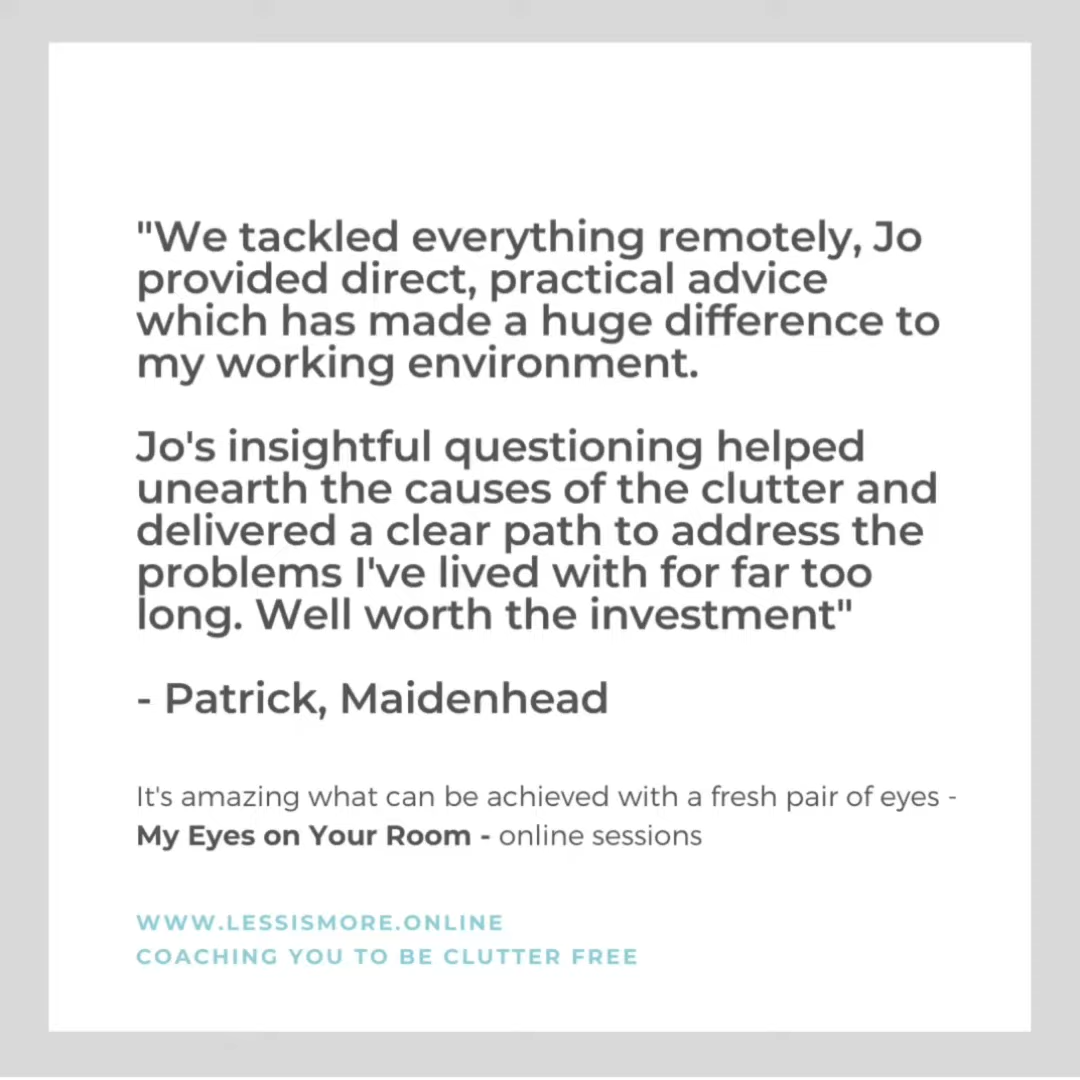 "We tackled everything remotely, Jo
provided direct, practical advice
which has made a huge difference to
my working environment.
Jo's insightful questioning helped
unearth the causes of the clutter and
delivered a clear path to address the
problems I've lived with for far too
long. Well worth the investment"
- Patrick, Maidenhead
It's amazing what can be achieved with a fresh pair of eyes -
My Eyes on Your Room - online sessions
WWW.LESSISMORE.ONLINE
COACHING YOU TO BE CLUTTER FREE